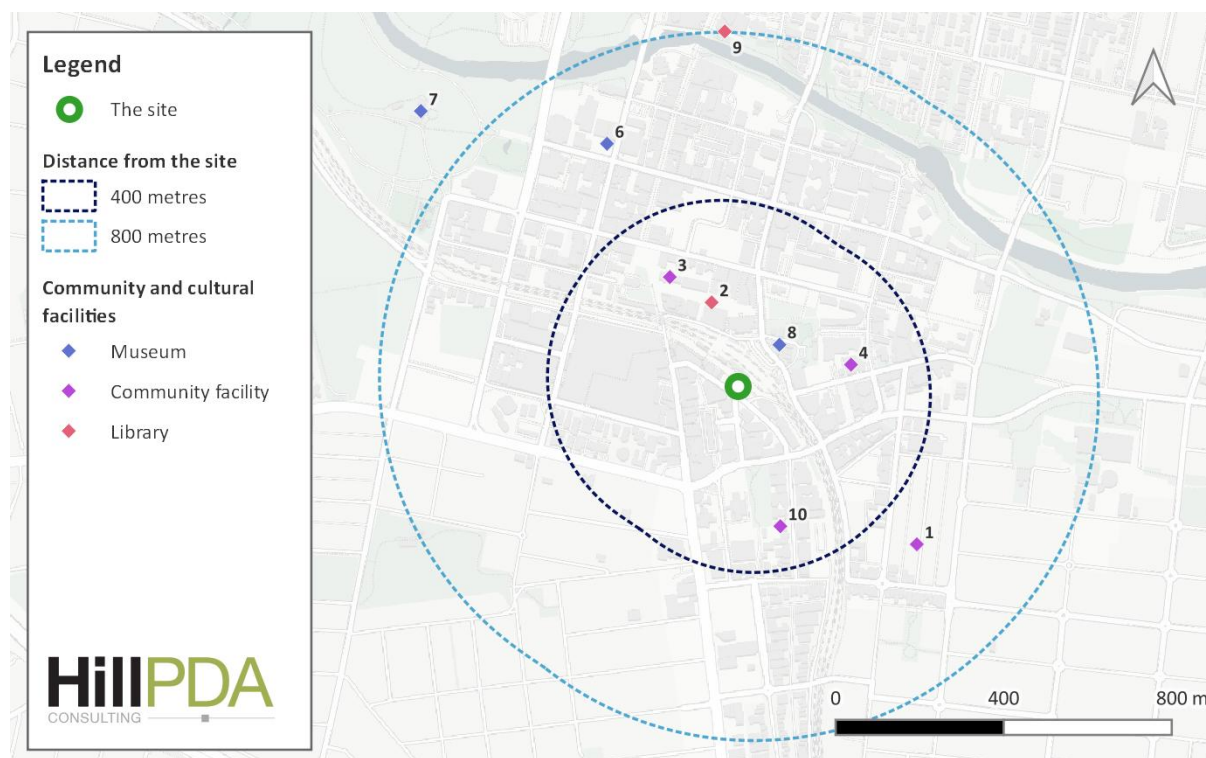 Legend
The site
Distance from the site
400 metres
800 metres
Community and cultural
facilities
Museum
Community facility
Library
HillPDA
CONSULTING
9
7
6
3
2
8
4
10
1
0 400 800 m